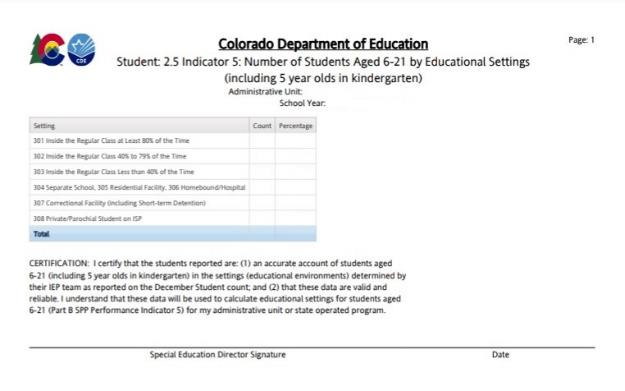 CDE
Colorado Department of Education
Page: 1
Student: 2.5 Indicator 5: Number of Students Aged 6-21 by Educational Settings
(including 5 year olds in kindergarten)
Administrative Unit:
School Year:
Setting Count Percentage
301 Inside the Regular Class at Least 80% of the Time
302 Inside the Regular Class 40% to 79% of the Time
303 Inside the Regular Class Less than 40% of the Time
304 Separate School, 305 Residential Facility, 306 Homebound/Hospital
307 Correctional Facility (including Short-term Detention)
308 Private/Parochial Student on ISP
Total
CERTIFICATION: I certify that the students reported are: (1) an accurate account of students aged
6-21 (including 5 year olds in kindergarten) in the settings (educational environments) determined by
their IEP team as reported on the December Student count; and (2) that these data are valid and
reliable. I understand that these data will be used to calculate educational settings for students aged
6-21 (Part B SPP Performance Indicator 5) for my administrative unit or state operated program.
Special Education Director Signature Date